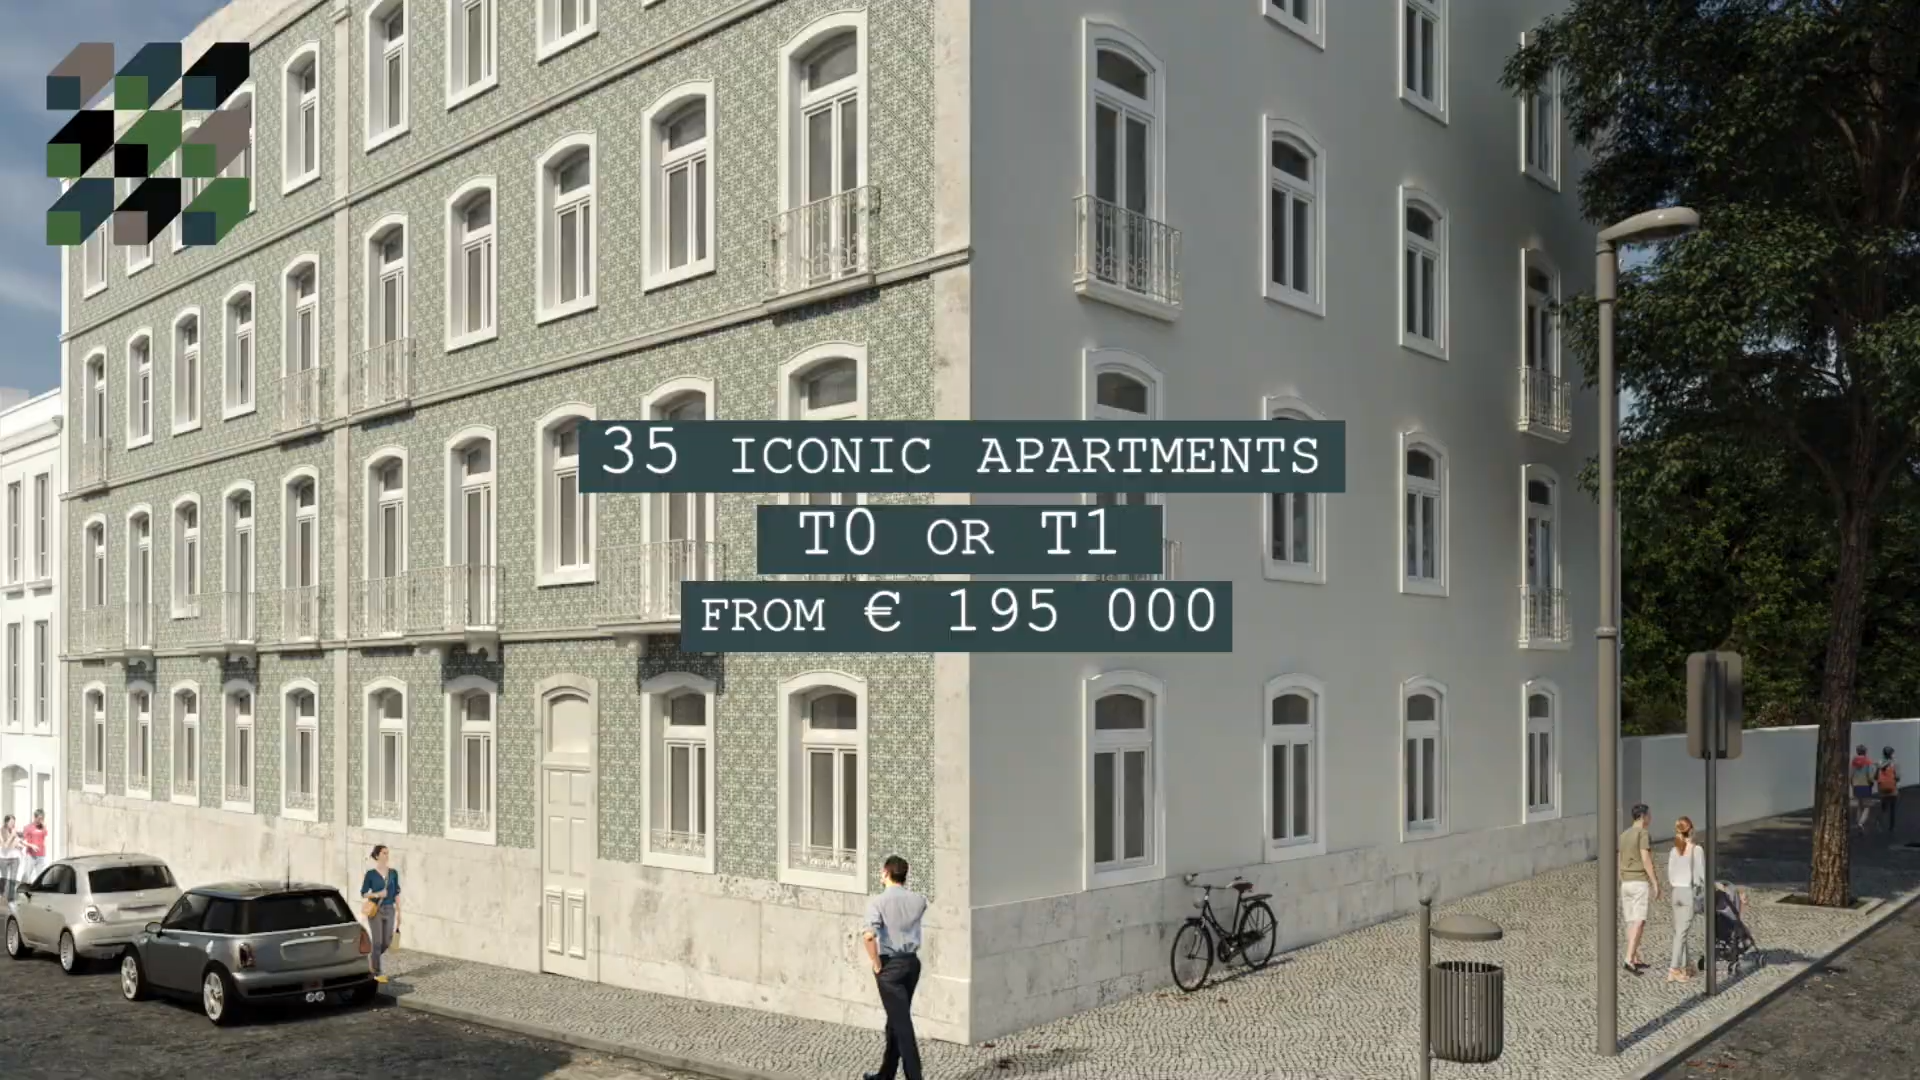 35 ICONIC APARTMENTS
T0 OR T1
FROM € 195 000